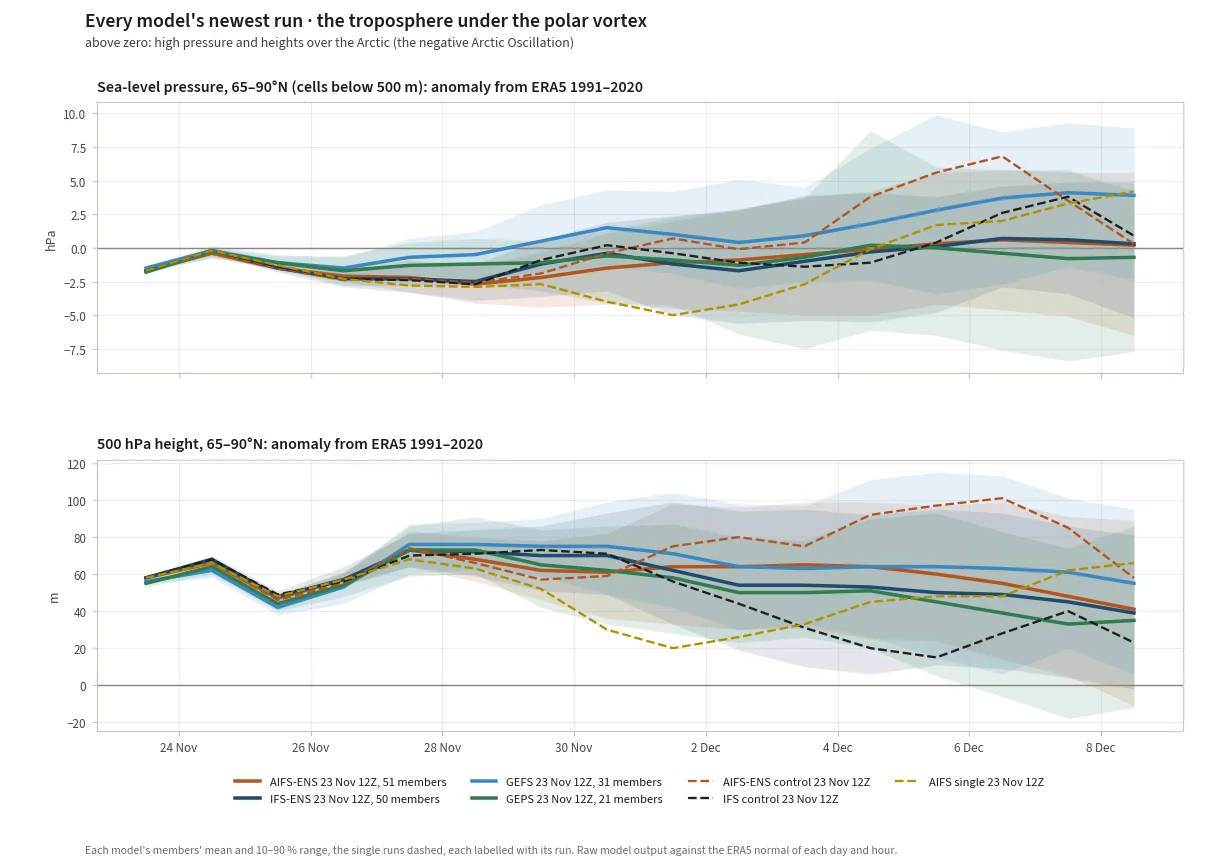 Every model's newest run · the troposphere under the polar vortex
above zero: high pressure and heights over the Arctic (the negative Arctic Oscillation)
Sea-level pressure, 65–90°N (cells below 500 m): anomaly from ERA5 1991–2020
10.0
7.5
5.0
2.5
0.0
−2.5
−5.0
−7.5
hPa
500 hPa height, 65–90°N: anomaly from ERA5 1991–2020
120
100
80
60
40
20
0
−20
m
24 Nov 26 Nov 28 Nov 30 Nov 2 Dec 4 Dec 6 Dec 8 Dec
AIFS-ENS 23 Nov 12Z, 51 members GEFS 23 Nov 12Z, 31 members AIFS-ENS control 23 Nov 12Z AIFS single 23 Nov 12Z
IFS-ENS 23 Nov 12Z, 50 members GEPS 23 Nov 12Z, 21 members IFS control 23 Nov 12Z
Each model's members' mean and 10–90 % range, the single runs dashed, each labelled with its run. Raw model output against the ERA5 normal of each day and hour.